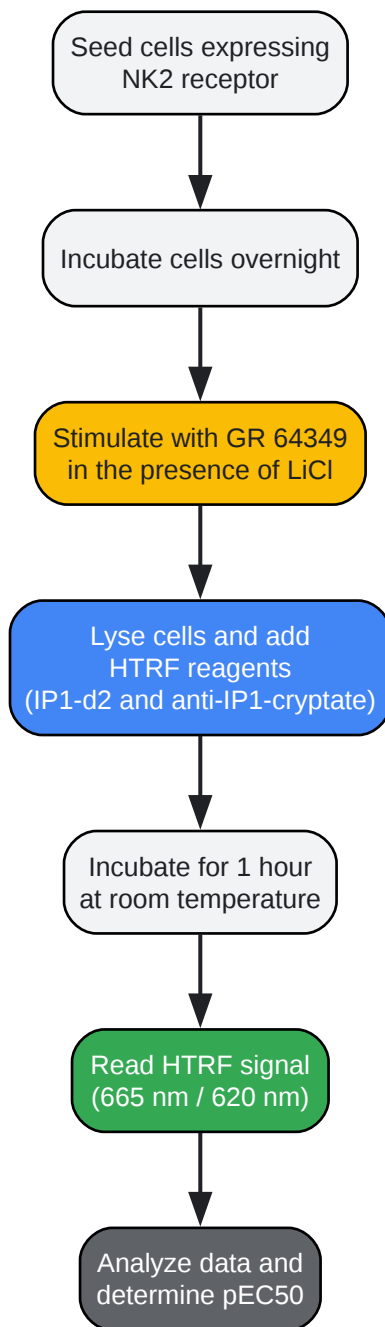 Seed cells expressing
NK2 receptor
Incubate cells overnight
Stimulate with GR 64349
in the presence of LiCl
Lyse cells and add
HTRF reagents
(IP1-d2 and anti-IP1-cryptate)
Incubate for 1 hour
at room temperature
Read HTRF signal
(665 nm / 620 nm)
Analyze data and
determine pEC50